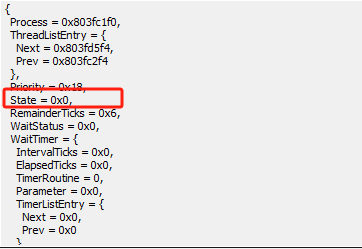 {
Process = 0x803fc1f0,
ThreadListEntry = {
Next = 0x803fd5f4,
Prev = 0x803fc2f4
},
Priority = 0x18,
State = 0x0,
RemainderTicks = 0x6,
WaitStatus = 0x0,
WaitTimer = {
IntervalTicks = 0x0,
ElapsedTicks = 0x0,
TimerRoutine = 0,
Parameter = 0x0,
TimerListEntry = {
Next = 0x0,
Prev = 0x0
}